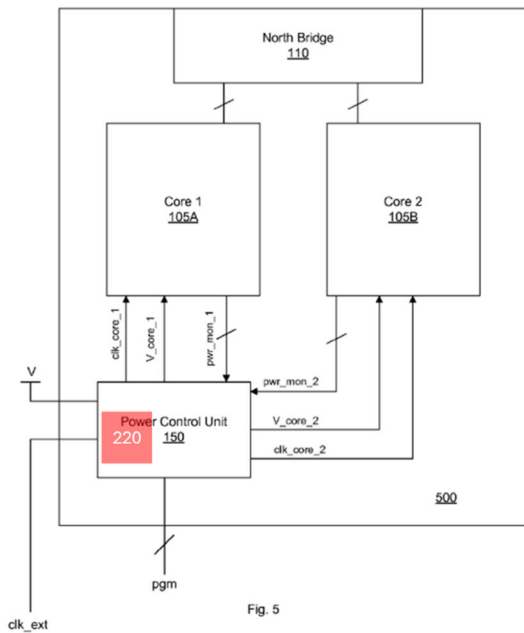 North Bridge
110
Core 1
105A
Core 2
105B
clk_core_1
V_core_1
pwr_mon_1
pwr_mon_2
V
Power Control Unit
220
150
V_core_2
clk_core_2
500
pgm
Fig. 5
clk_ext